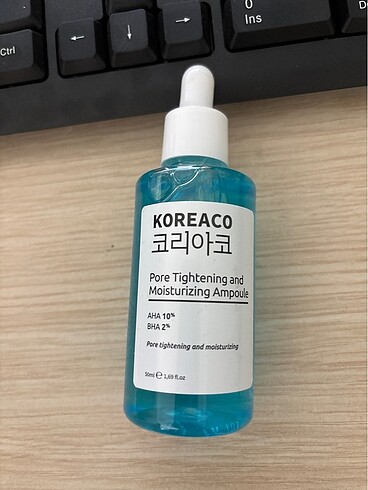 Ctrl
0
Ins
KOREACO
코리아코
Pore Tightening and
Moisturizing Ampoule
AHA 10%
BHA 2%
Pore tightening and moisturizing
50ml ℮ 1,69 fl.oz